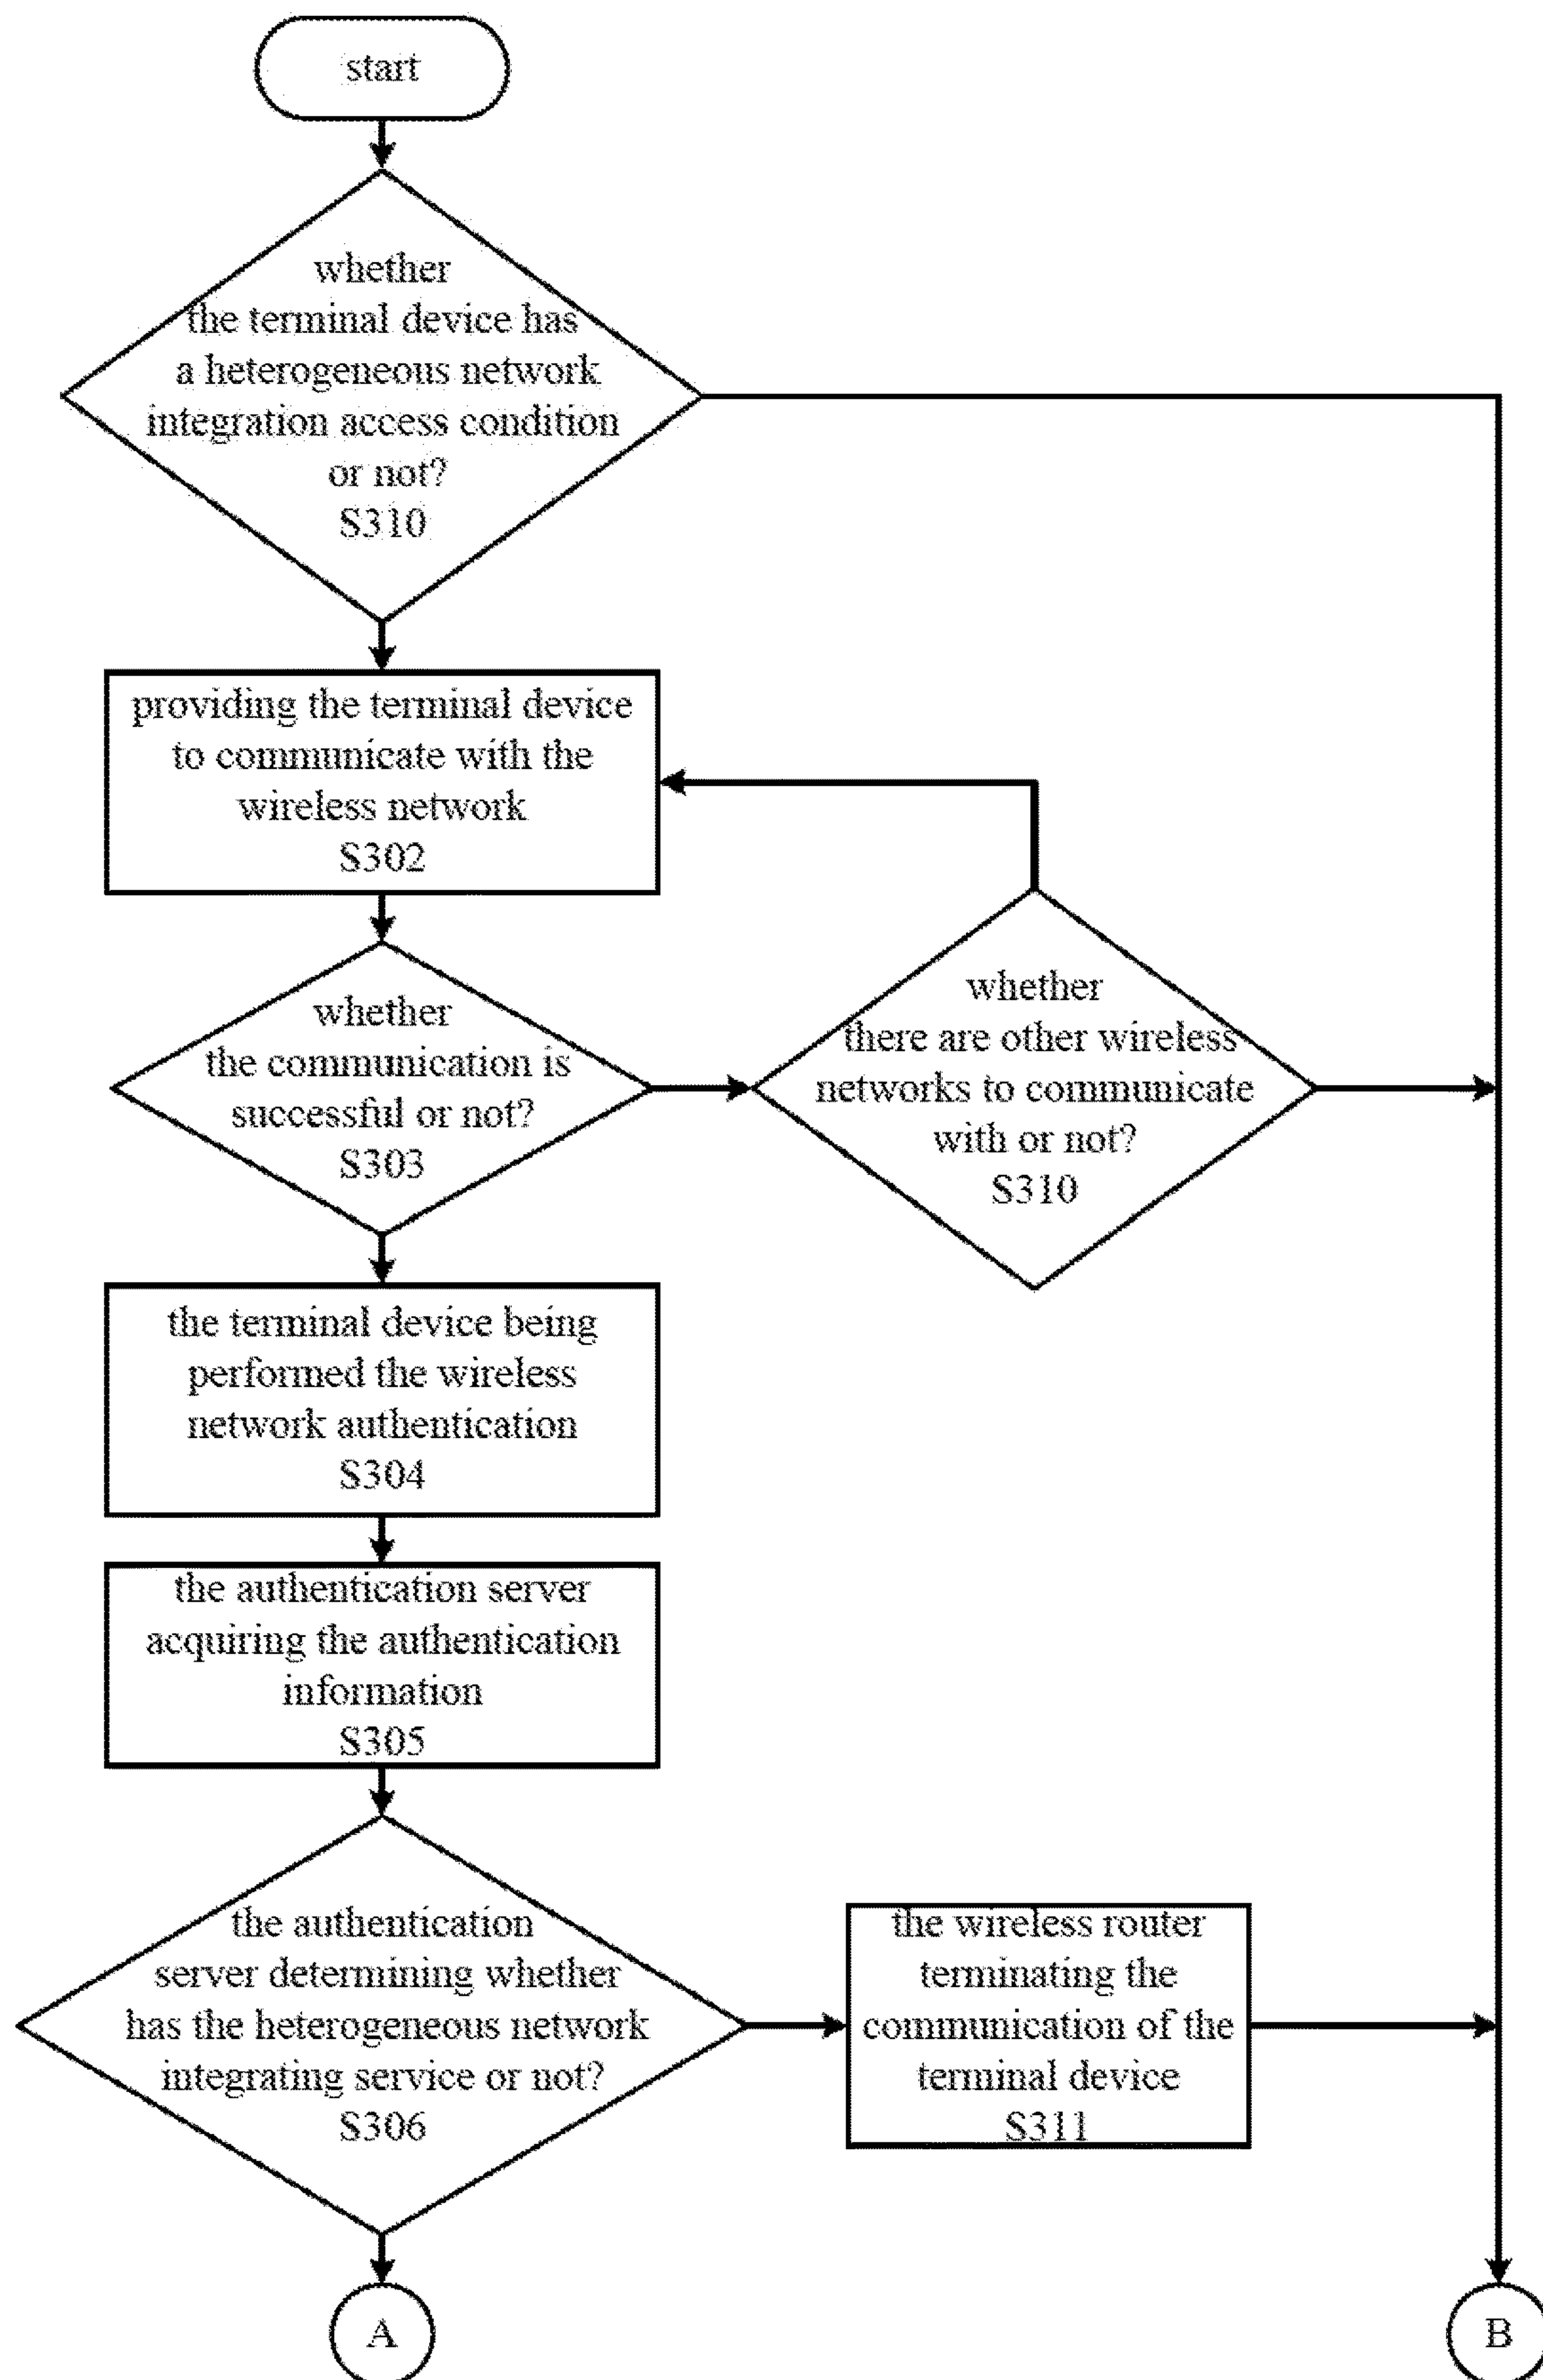 start
whether
the terminal device has
a heterogeneous network
integration access condition
or not?
S310
providing the terminal device
to communicate with the
wireless network
S302
whether
the communication is
successful or not?
S303
whether
there are other wireless
networks to communicate
with or not?
S310
the terminal device being
performed the wireless
network authentication
S304
the authentication server
acquiring the authentication
information
S305
the authentication
server determining whether
has the heterogeneous network
integrating service or not?
S306
the wireless router
terminating the
communication of the
terminal device
S311
A
B